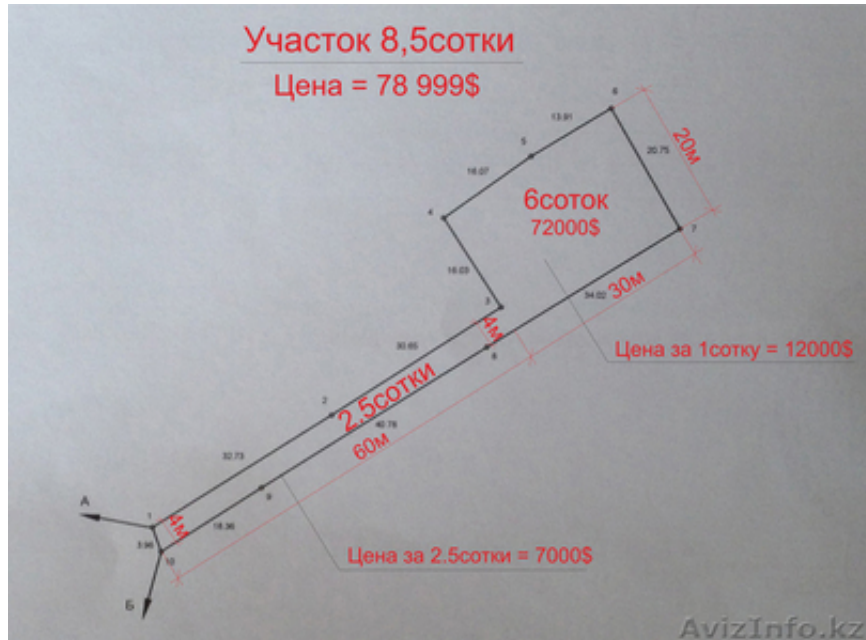 Участок 8,5сотки
Цена = 78 999$
6
13.91
5
16.07
20.75
20м
4
6соток
72000$
7
16.03
3
34.02
30м
4м
30.65
8
Цена за 1сотку = 12000$
2
2,5сотки
40.78
60м
32.73
9
А
1
4м
18.36
3.96
10
Цена за 2.5сотки = 7000$
Б
AvizInfo.kz